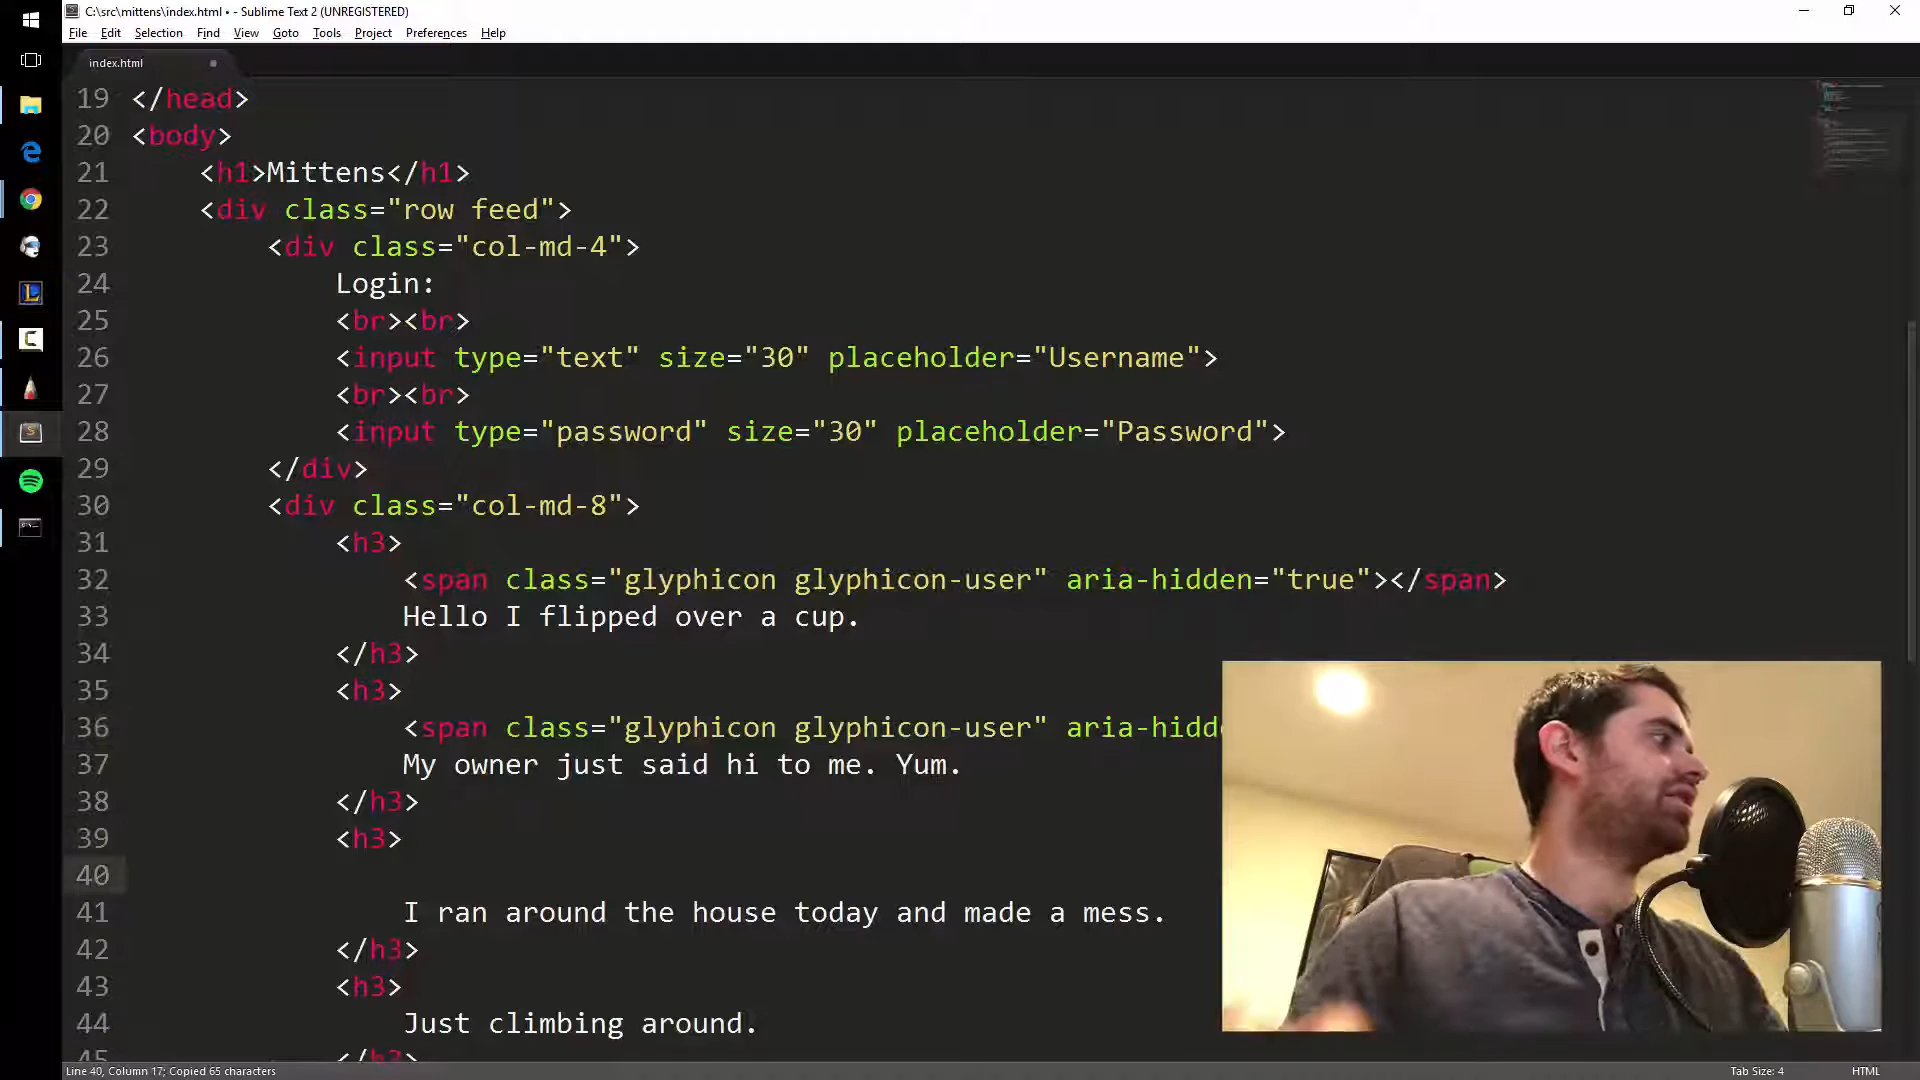 C:\src\mittens\index.html • - Sublime Text 2 (UNREGISTERED)
File Edit Selection Find View Goto Tools Project Preferences Help
index.html
19 </head>
20 <body>
21 <h1>Mittens</h1>
22 <div class="row feed">
23 <div class="col-md-4">
24 Login:
25 <br><br>
26 <input type="text" size="30" placeholder="Username">
27 <br><br>
28 <input type="password" size="30" placeholder="Password">
29 </div>
30 <div class="col-md-8">
31 <h3>
32 <span class="glyphicon glyphicon-user" aria-hidden="true"></span>
33 Hello I flipped over a cup.
34 </h3>
35 <h3>
36 <span class="glyphicon glyphicon-user" aria-hidde
37 My owner just said hi to me. Yum.
38 </h3>
39 <h3>
40
41 I ran around the house today and made a mess.
42 </h3>
43 <h3>
44 Just climbing around.
45 </h3>
Line 40, Column 17; Copied 65 characters
Tab Size: 4
HTML